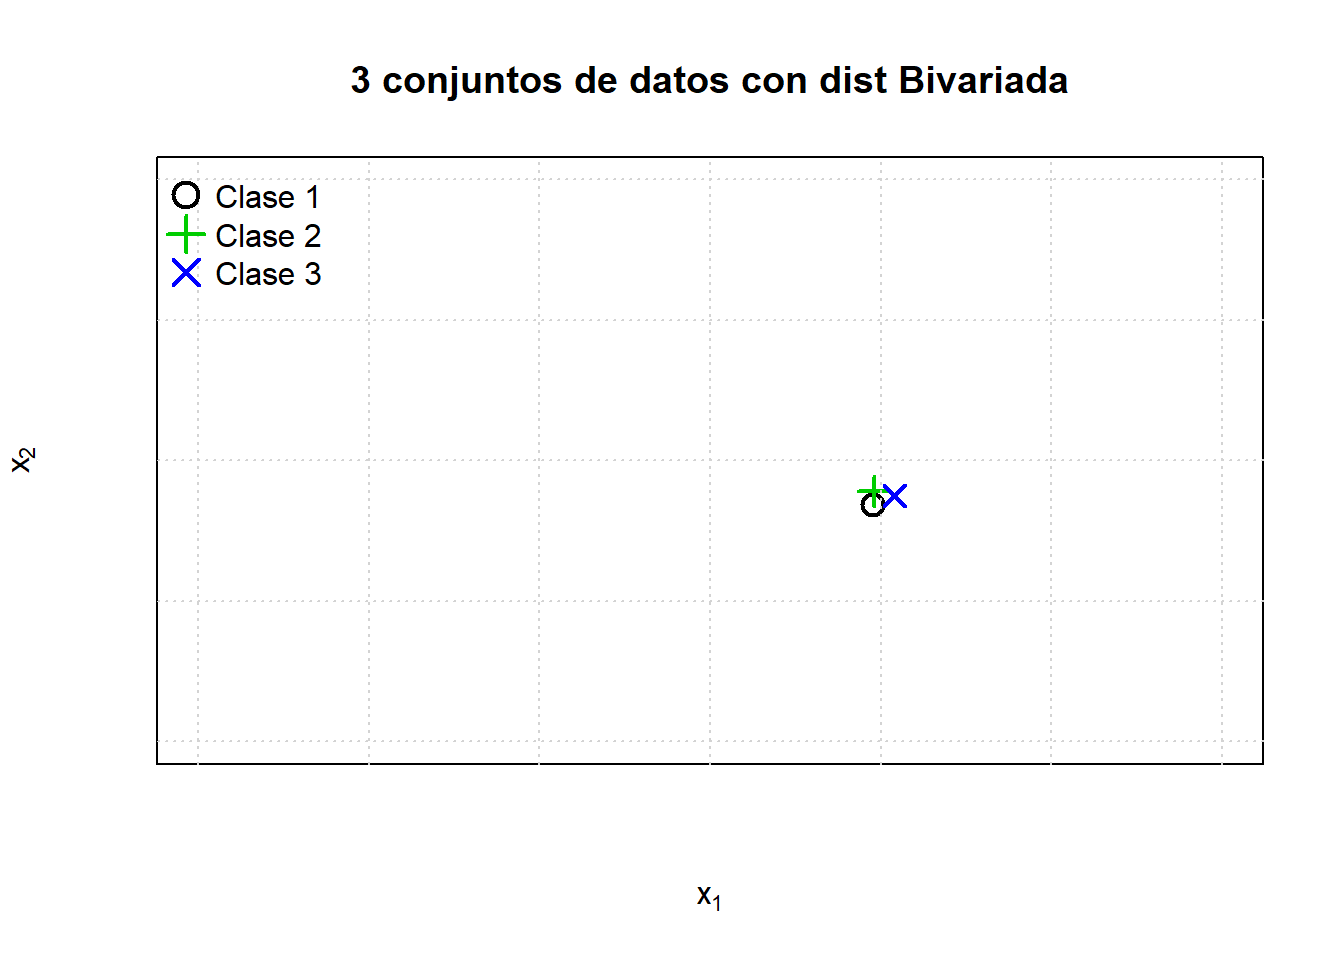 3 conjuntos de datos con dist Bivariada
Clase 1
Clase 2
Clase 3
x₂
x₁